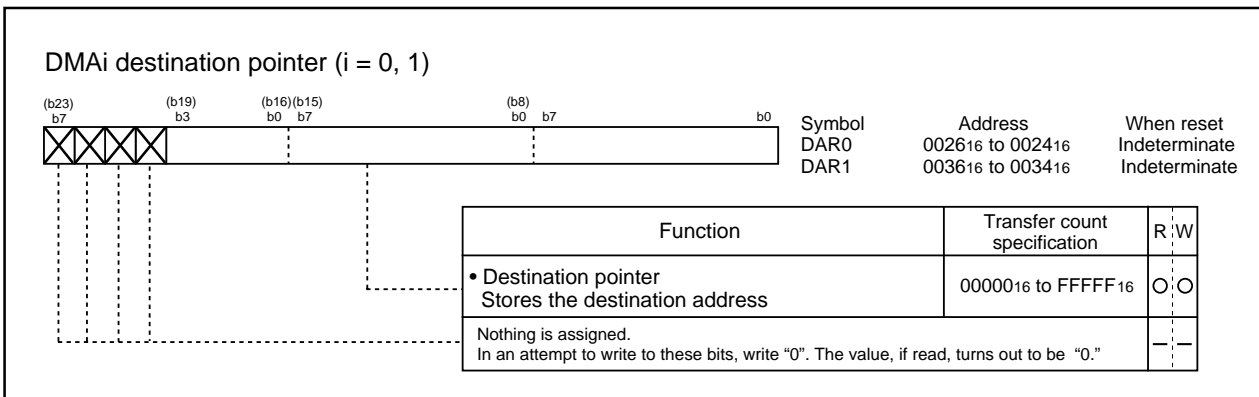 DMAi destination pointer (i = 0, 1)
(b23) (b19) (b16)(b15) (b8)
b7 b3 b0 b7 b0 b7 b0
Symbol Address When reset
DAR0 002616 to 002416 Indeterminate
DAR1 003616 to 003416 Indeterminate
Function Transfer count specification R W
• Destination pointer
Stores the destination address
0000016 to FFFFF16
Nothing is assigned.
In an attempt to write to these bits, write “0”. The value, if read, turns out to be “0.”